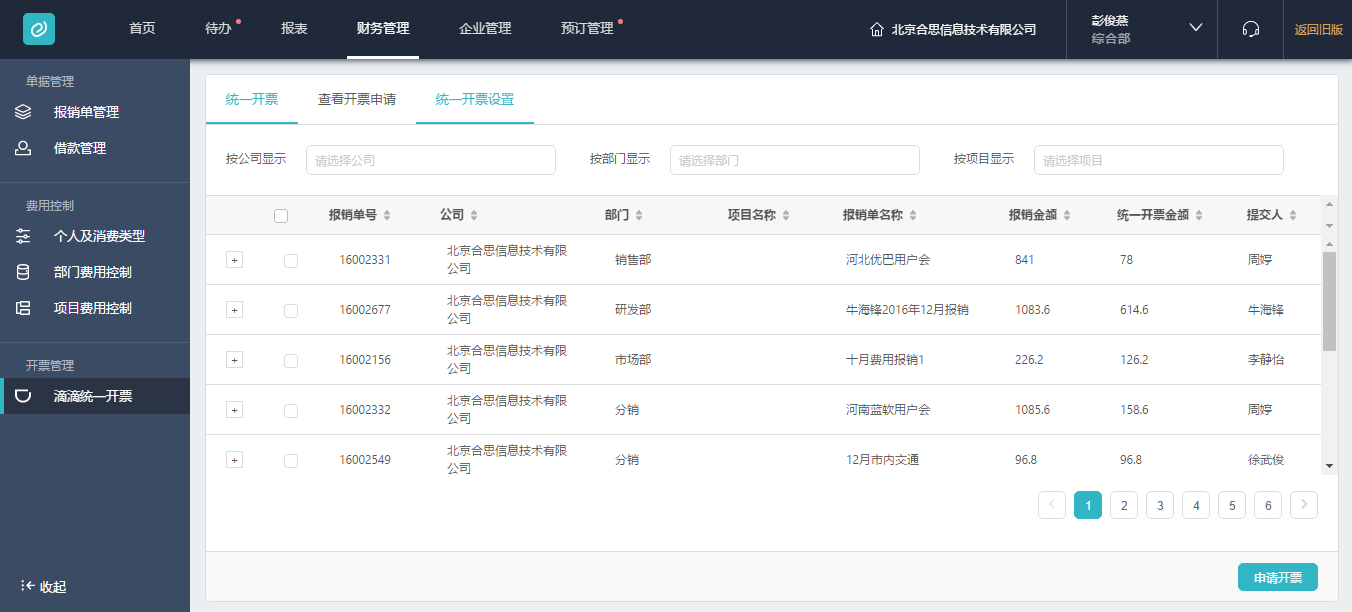 首页 待办 报表 财务管理 企业管理 预订管理 北京合思信息技术有限公司 彭俊燕 返回旧版
综合部
单据管理
报销单管理
借款管理
费用控制
个人及消费类型
部门费用控制
项目费用控制
开票管理
滴滴统一开票
收起
统一开票 查看开票申请 统一开票设置
按公司显示 请选择公司 按部门显示 请选择部门 按项目显示 请选择项目
报销单号 公司 部门 项目名称 报销单名称 报销金额 统一开票金额 提交人
+ 16002331 北京合思信息技术有限公司 销售部 河北优巴用户会 841 78 周婷
+ 16002677 北京合思信息技术有限公司 研发部 牛海锋2016年12月报销 1083.6 614.6 牛海锋
+ 16002156 北京合思信息技术有限公司 市场部 十月费用报销1 226.2 126.2 李静怡
+ 16002332 北京合思信息技术有限公司 分销 河南蓝软用户会 1085.6 158.6 周婷
+ 16002549 北京合思信息技术有限公司 分销 12月市内交通 96.8 96.8 徐武俊
1 2 3 4 5 6
申请开票